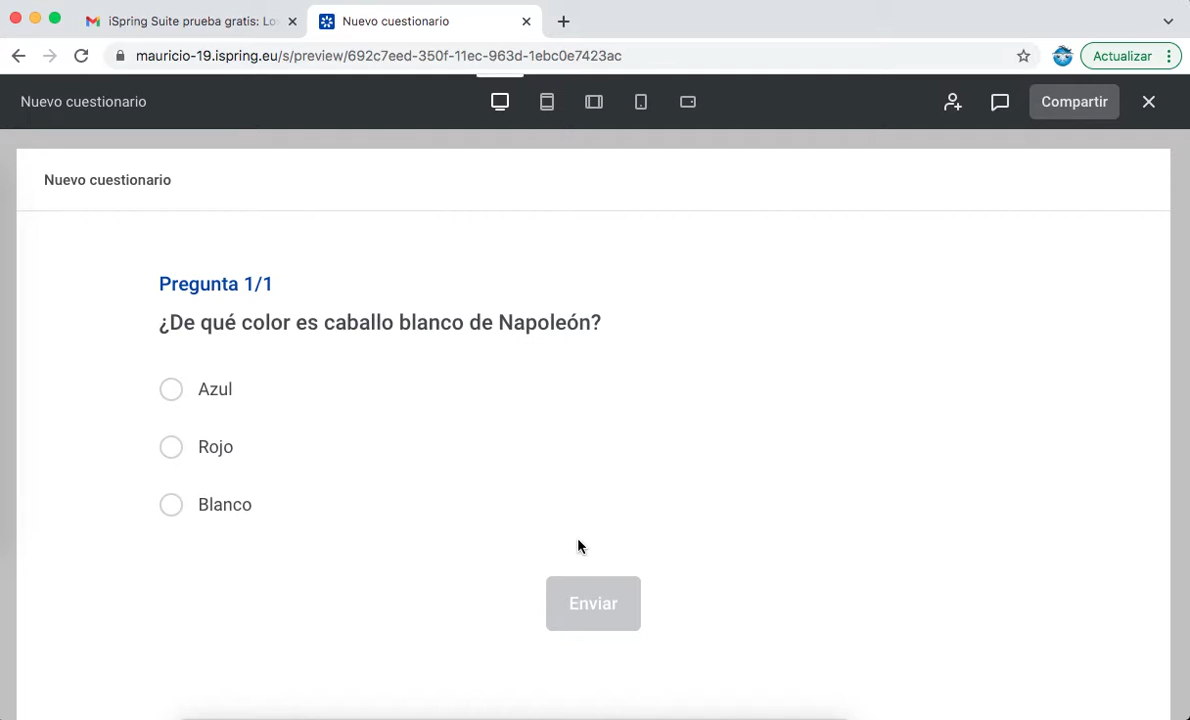 iSpring Suite prueba gratis: Lo
Nuevo cuestionario
mauricio-19.ispring.eu/s/preview/692c7eed-350f-11ec-963d-1ebc0e7423ac
Actualizar
Nuevo cuestionario
Compartir
Nuevo cuestionario
Pregunta 1/1
¿De qué color es caballo blanco de Napoleón?
Azul
Rojo
Blanco
Enviar